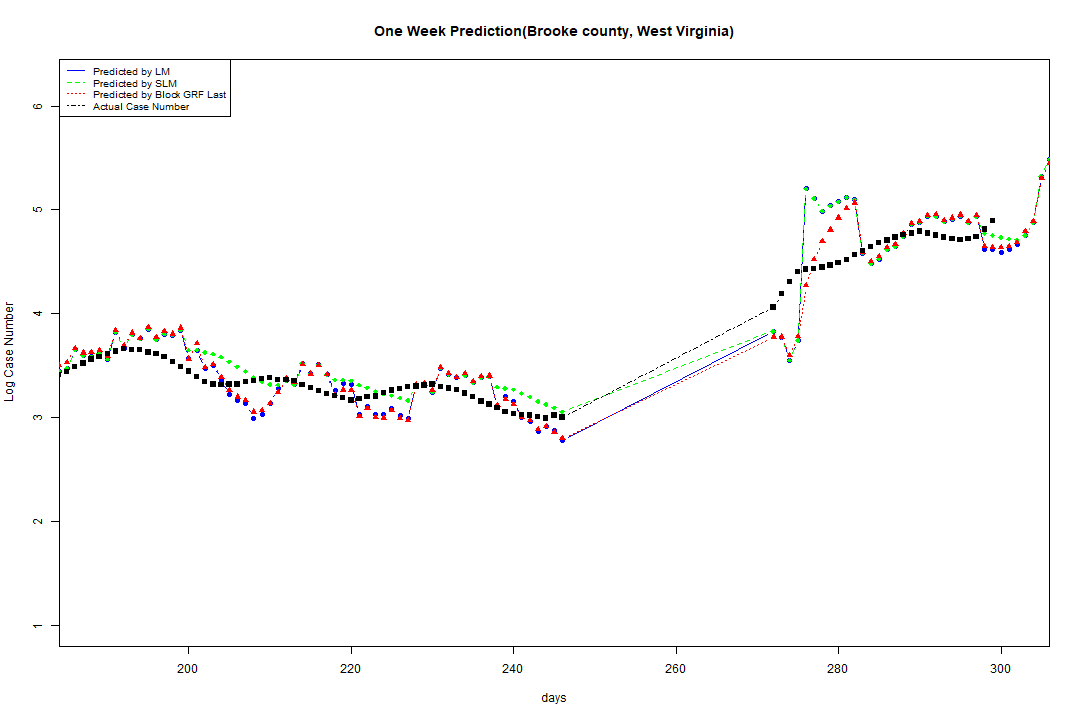 One Week Prediction(Brooke county, West Virginia)
Predicted by LM
Predicted by SLM
Predicted by Block GRF Last
Actual Case Number
6
5
4
3
2
1
Log Case Number
200 220 240 260 280 300
days